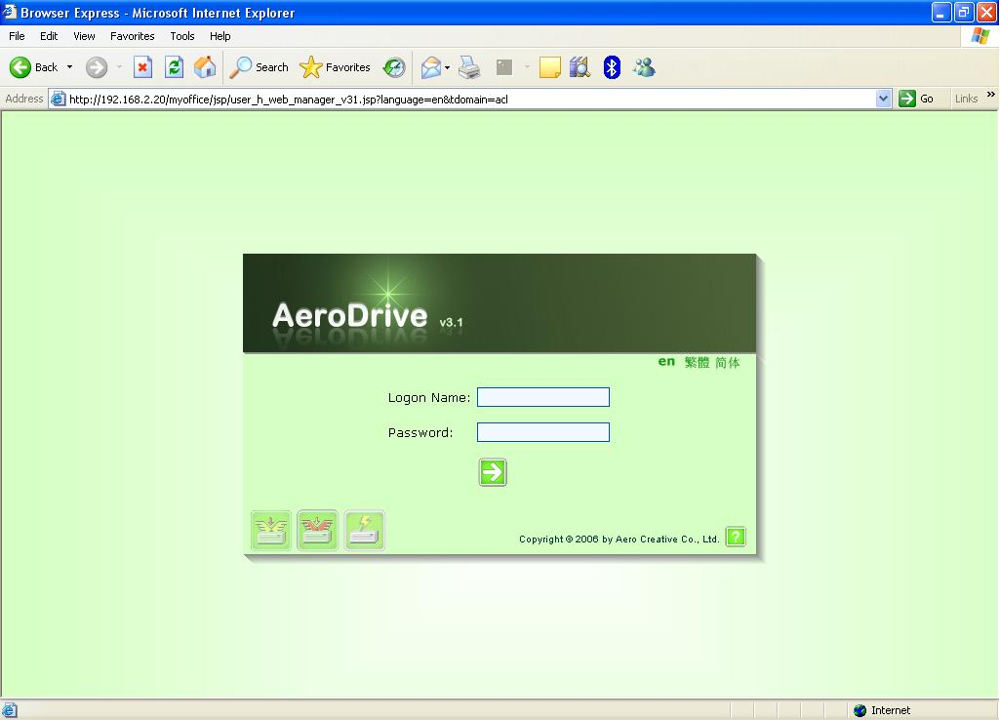 Browser Express - Microsoft Internet Explorer
File Edit View Favorites Tools Help
Back Search Favorites
Address http://192.168.2.20/myoffice/jsp/user_h_web_manager_v31.jsp?language=en&tdomain=acl Go Links »
AeroDrive v3.1
en 繁體 简体
Logon Name:
Password:
Copyright © 2006 by Aero Creative Co., Ltd. ?
Internet